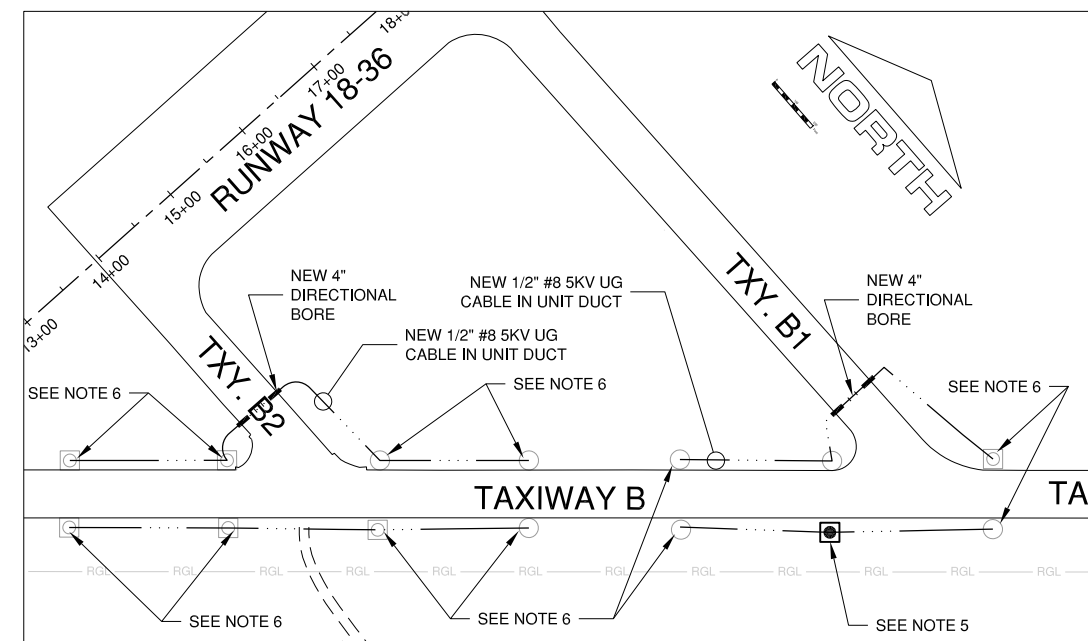 18+0
17+00
16+00
15+00
14+00
13+00
RUNWAY 18-36
NORTH
NEW 4"
DIRECTIONAL
BORE
NEW 1/2" #8 5KV UG
CABLE IN UNIT DUCT
NEW 1/2" #8 5KV UG
CABLE IN UNIT DUCT
TXY. B1
NEW 4"
DIRECTIONAL
BORE
TXY. B2
SEE NOTE 6
SEE NOTE 6
SEE NOTE 6
TAXIWAY B
TA
RGL RGL RGL RGL RGL RGL RGL RGL RGL RGL RGL RGL
SEE NOTE 6
SEE NOTE 6
SEE NOTE 5